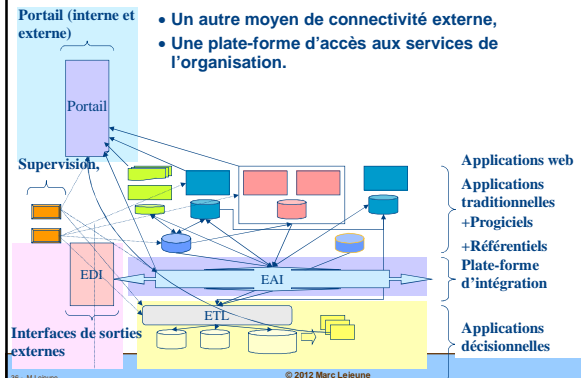 Portail (interne et
externe)
• Un autre moyen de connectivité externe,
• Une plate-forme d'accès aux services de
l'organisation.
Portail
Supervision,
Applications web
Applications
traditionnelles
+Progiciels
+Référentiels
Plate-forme
d'intégration
EDI
EAI
ETL
Interfaces de sorties
externes
Applications
décisionnelles
36 - M.Lejeune
© 2012 Marc Lejeune